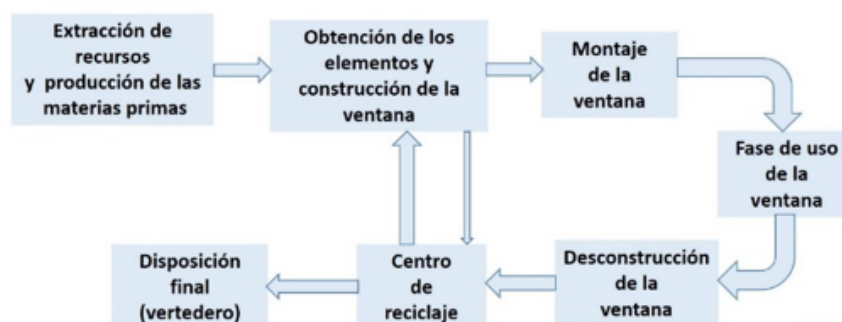 Extracción de
recursos
y producción de las
materias primas
Obtención de los
elementos y
construcción de la
ventana
Montaje
de la
ventana
Fase de uso
de la
ventana
Desconstrucción
de la
ventana
Centro
de
reciclaje
Disposición
final
(vertedero)